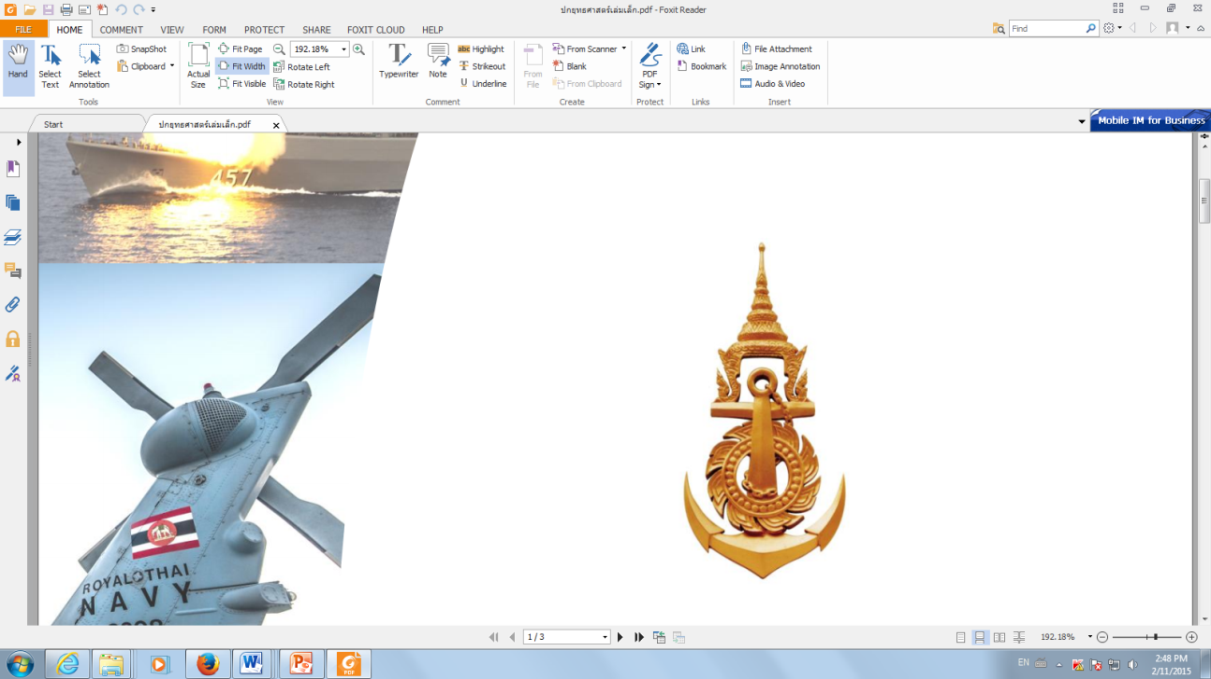 ปกยุทธศาสตร์เล่มเล็ก.pdf - Foxit Reader
FILE HOME COMMENT VIEW FORM PROTECT SHARE FOXIT CLOUD HELP
Find
Hand
Select Text
Select Annotation
SnapShot
Clipboard
Tools
Actual Size
Fit Page
Fit Width
Fit Visible
192.18%
Rotate Left
Rotate Right
View
Typewriter
Note
Highlight
Strikeout
Underline
Comment
From File
From Scanner
Blank
From Clipboard
Create
PDF Sign
Protect
Link
Bookmark
Links
File Attachment
Image Annotation
Audio & Video
Insert
Start
ปกยุทธศาสตร์เล่มเล็ก.pdf
Mobile IM for Business
457
ROYAL THAI
NAVY
1 / 3
192.18%
EN
2:48 PM
2/11/2015